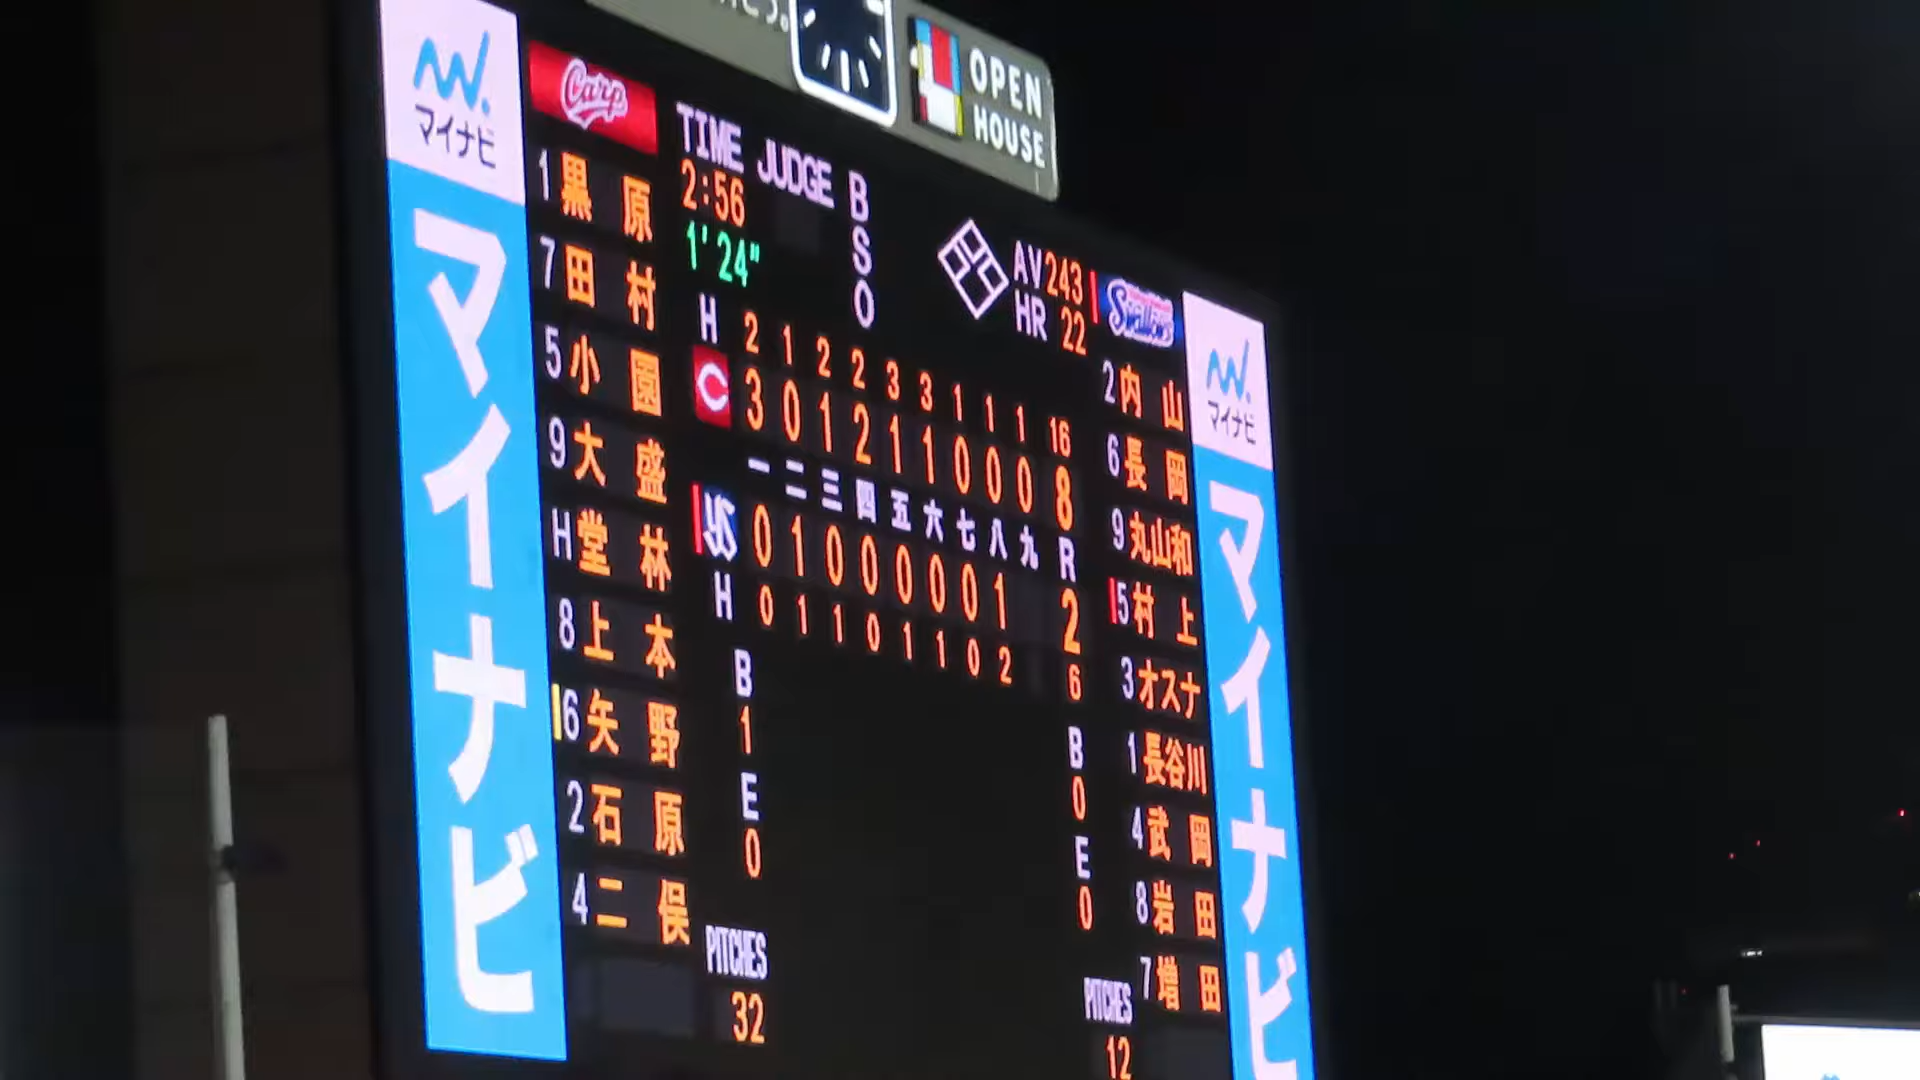 マイナビ
マイナビ
Carp
1 黒原
7 田村
5 小園
9 大盛
H 堂林
8 上本
6 矢野
2 石原
4 二俣
OPEN
HOUSE
TIME JUDGE
2:56
1'24"
B
S
O
AV 243
HR 22
H 2 1 2 2 3 3 1 1 1 16
C 3 0 1 2 1 1 0 0 0 8
一 二 三 四 五 六 七 八 九 R
YS 0 1 0 0 0 0 0 1 2
H 0 1 1 0 1 1 0 2 6
B
1
E
0
PITCHES
32
B
0
E
0
PITCHES
12
Swallows
2 内山
6 長岡
9 丸山和
5 村上
3 オスナ
1 長谷川
4 武岡
8 岩田
7 増田
マイナビ
マイナビ